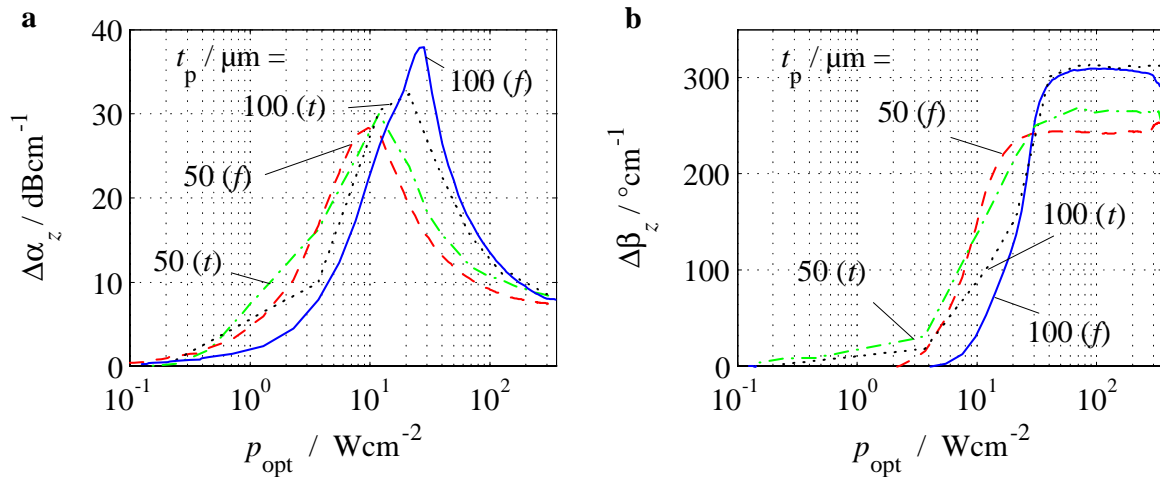 a
t_p / µm =
100 (t)
100 (f)
50 (f)
50 (t)
40
30
20
10
0
10^-1
10^0
10^1
10^2
Δα_z / dBcm^-1
p_opt / Wcm^-2
b
t_p / µm =
50 (f)
100 (t)
50 (t)
100 (f)
300
200
100
0
10^-1
10^0
10^1
10^2
Δβ_z / °cm^-1
p_opt / Wcm^-2